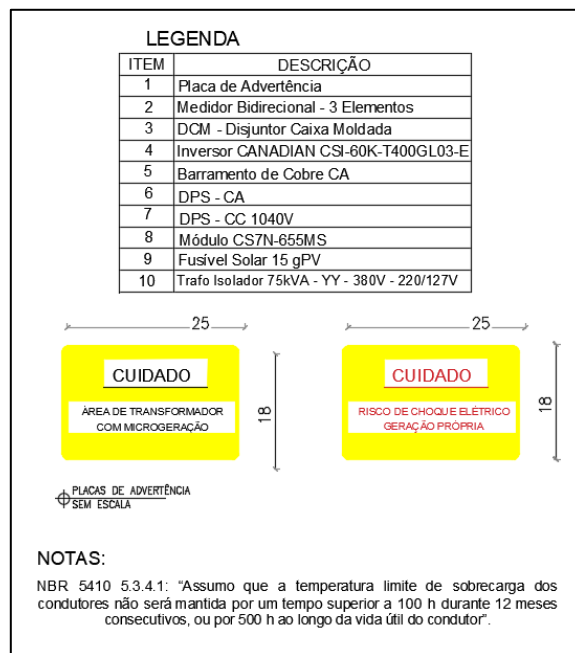 LEGENDA
ITEM DESCRIÇÃO
1 Placa de Advertência
2 Medidor Bidirecional - 3 Elementos
3 DCM - Disjuntor Caixa Moldada
4 Inversor CANADIAN CSI-60K-T400GL03-E
5 Barramento de Cobre CA
6 DPS - CA
7 DPS - CC 1040V
8 Módulo CS7N-655MS
9 Fusível Solar 15 gPV
10 Trafo Isolador 75kVA - YY - 380V - 220/127V
25
CUIDADO
ÁREA DE TRANSFORMADOR
COM MICROGERAÇÃO
18
25
CUIDADO
RISCO DE CHOQUE ELÉTRICO
GERAÇÃO PRÓPRIA
18
PLACAS DE ADVERTÊNCIA
SEM ESCALA
NOTAS:
NBR 5410 5.3.4.1: “Assumo que a temperatura limite de sobrecarga dos
condutores não será mantida por um tempo superior a 100 h durante 12 meses
consecutivos, ou por 500 h ao longo da vida útil do condutor”.